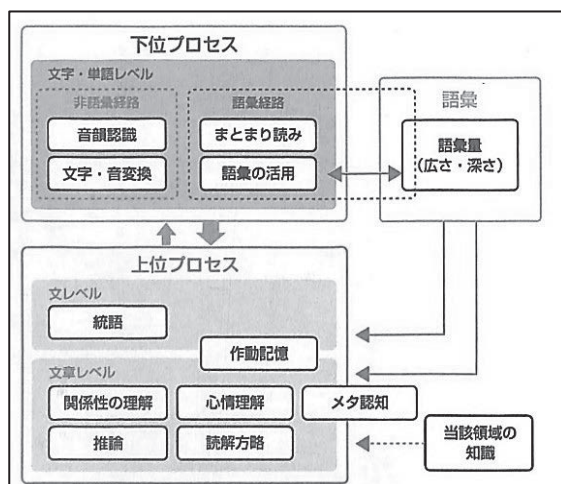 下位プロセス
文字・単語レベル
非語彙経路
音韻認識
文字・音変換
語彙経路
まとまり読み
語彙の活用
語彙
語彙量
(広さ・深さ)
上位プロセス
文レベル
統語
作動記憶
文章レベル
関係性の理解
心情理解
メタ認知
推論
読解方略
当該領域の
知識